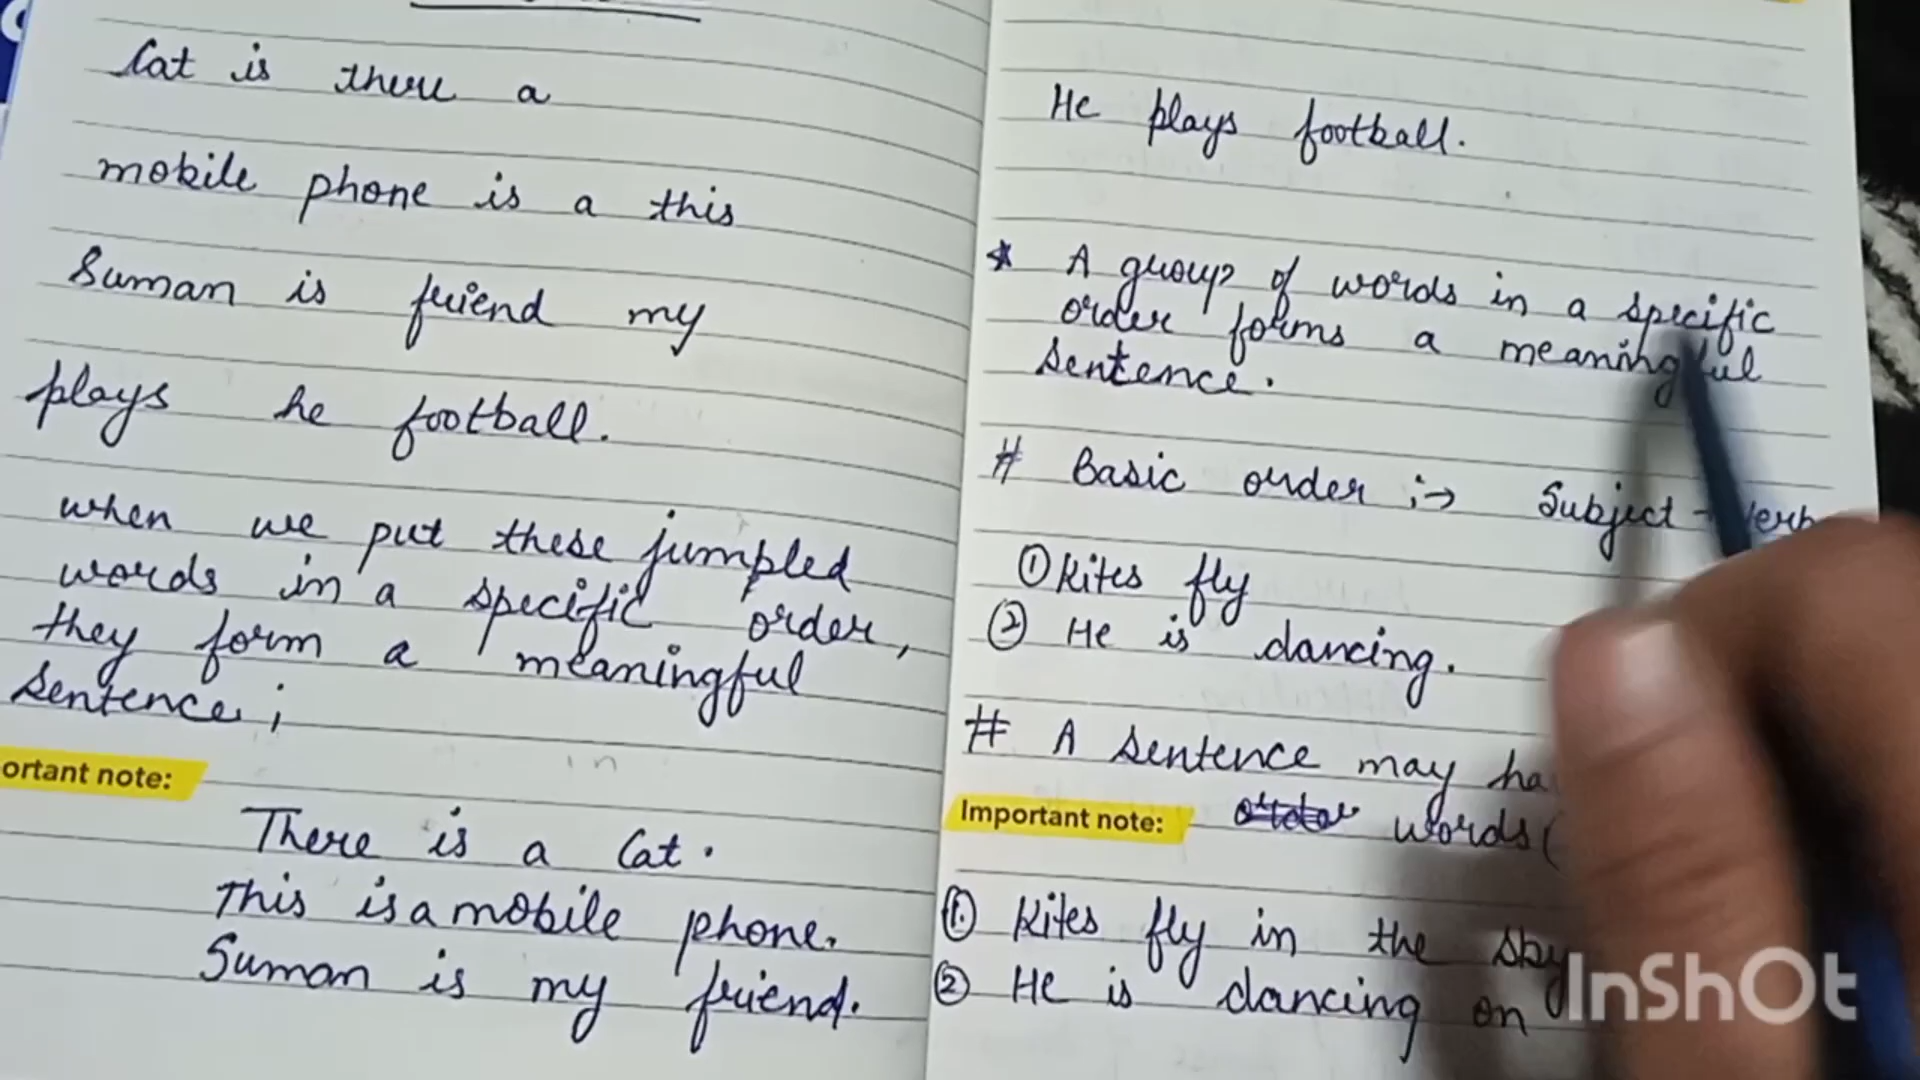 Cat is there a
mobile phone is a this
Suman is friend my
plays he football.
when we put these jumpled
words in a specific order,
they form a meaningful
sentence;
ortant note:
There is a Cat.
This is a mobile phone.
Suman is my friend.
He plays football.
* A group of words in a specific
order forms a meaningful
sentence.
# Basic order :→ Subject + Verb
① Kites fly
② He is dancing.
# A sentence may ha
Important note: words (
①. Kites fly in the sky
② He is dancing on
InShOt